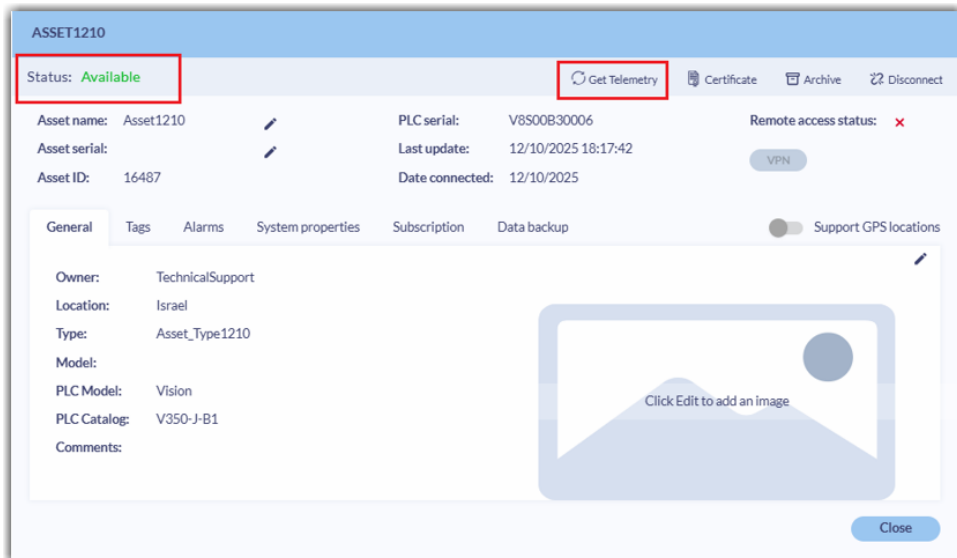 ASSET1210
Status: Available
Get Telemetry
Certificate
Archive
Disconnect
Asset name: Asset1210
PLC serial: V8S00B30006
Remote access status:
Asset serial:
Last update: 12/10/2025 18:17:42
VPN
Asset ID: 16487
Date connected: 12/10/2025
General Tags Alarms System properties Subscription Data backup
Support GPS locations
Owner: TechnicalSupport
Location: Israel
Type: Asset_Type1210
Model:
PLC Model: Vision
PLC Catalog: V350-J-B1
Comments:
Click Edit to add an image
Close